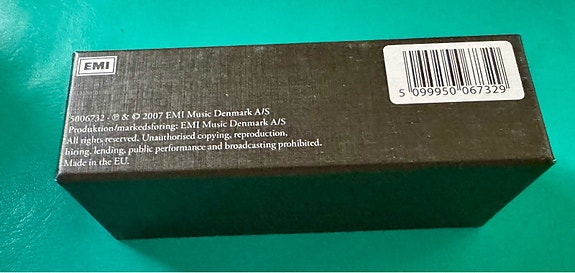 EMI
5 099950 067329
5006732 - ℗ & © 2007 EMI Music Denmark A/S
Produktion/markedsføring: EMI Music Denmark A/S
All rights reserved. Unauthorised copying, reproduction,
hiring, lending, public performance and broadcasting prohibited.
Made in the EU.